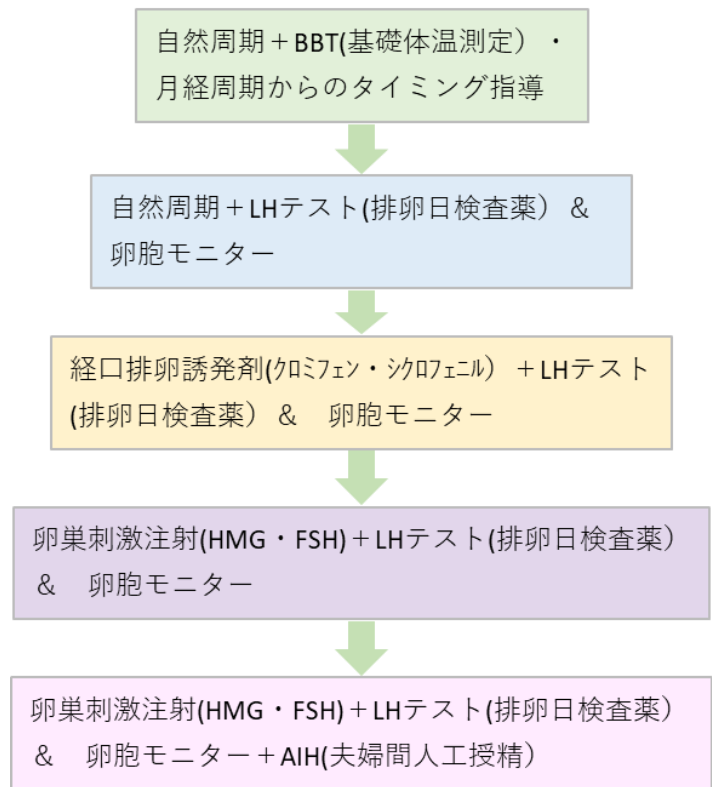 自然周期＋BBT(基礎体温測定）・
月経周期からのタイミング指導
自然周期＋LHテスト(排卵日検査薬）＆
卵胞モニター
経口排卵誘発剤(ｸﾛﾐﾌｪﾝ・ｼｸﾛﾌｪﾆﾙ）＋LHテスト
(排卵日検査薬）＆　卵胞モニター
卵巣刺激注射(HMG・FSH)＋LHテスト(排卵日検査薬）
＆　卵胞モニター
卵巣刺激注射(HMG・FSH)＋LHテスト(排卵日検査薬）
＆　卵胞モニター＋AIH(夫婦間人工授精）